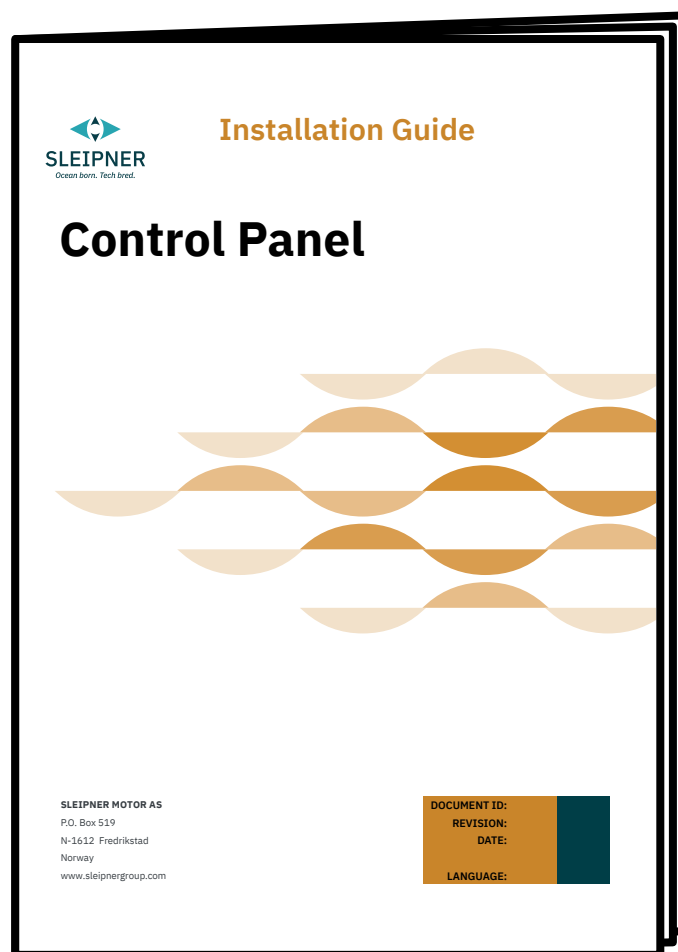 Installation Guide
SLEIPNER
Ocean born. Tech bred.
Control Panel
SLEIPNER MOTOR AS
P.O. Box 519
N-1612 Fredrikstad
Norway
www.sleipnergroup.com
DOCUMENT ID:
REVISION:
DATE:
LANGUAGE: